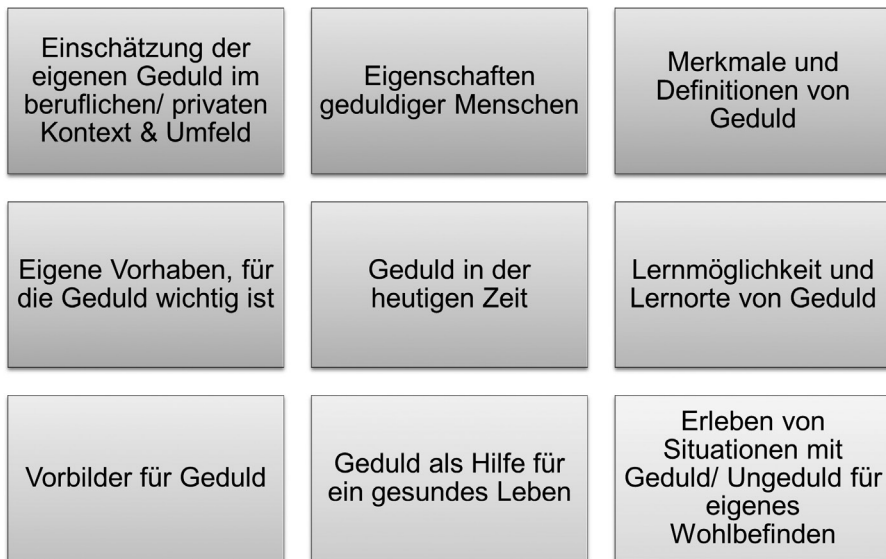 Einschätzung der
eigenen Geduld im
beruflichen/ privaten
Kontext & Umfeld
Eigenschaften
geduldiger Menschen
Merkmale und
Definitionen von
Geduld
Eigene Vorhaben, für
die Geduld wichtig ist
Geduld in der
heutigen Zeit
Lernmöglichkeit und
Lernorte von Geduld
Vorbilder für Geduld
Geduld als Hilfe für
ein gesundes Leben
Erleben von
Situationen mit
Geduld/ Ungeduld für
eigenes
Wohlbefinden